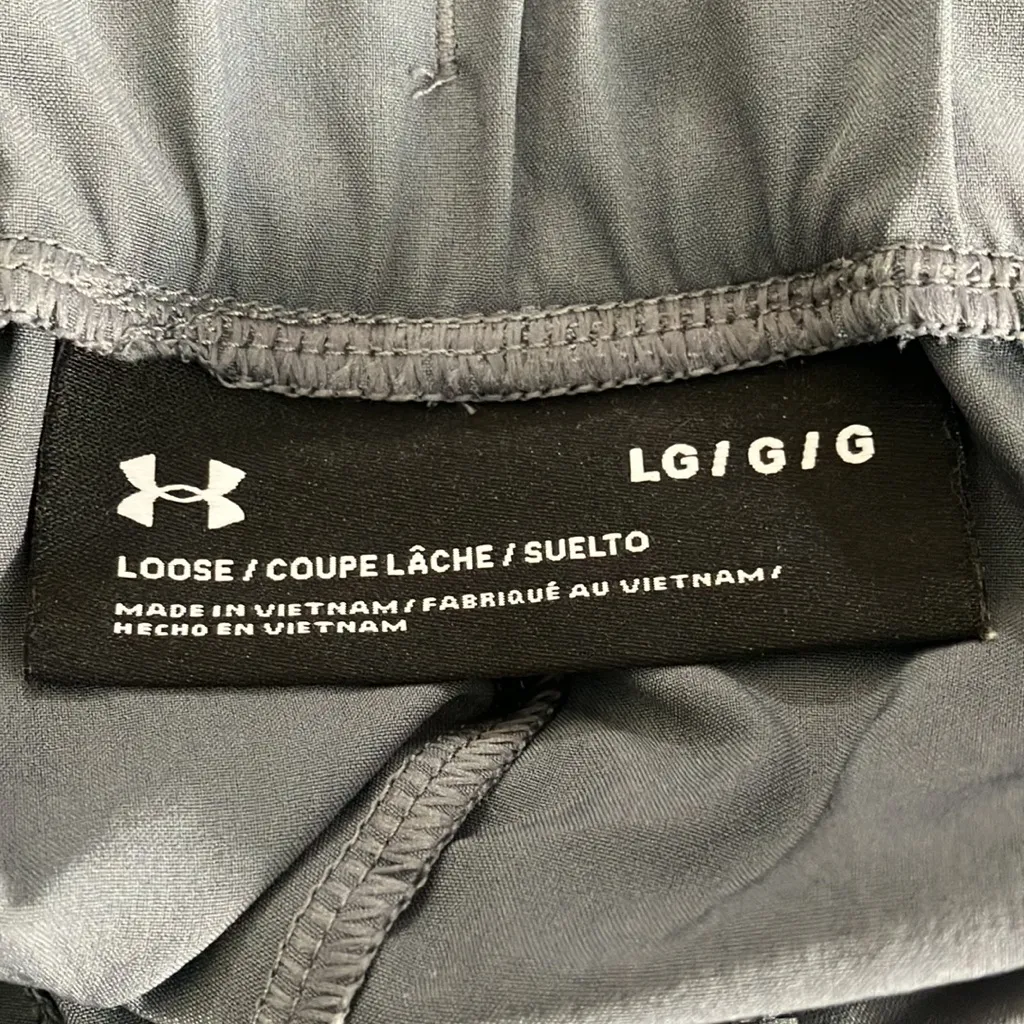 LG / G / G
LOOSE / COUPE LÂCHE / SUELTO
MADE IN VIETNAM / FABRIQUÉ AU VIETNAM /
HECHO EN VIETNAM